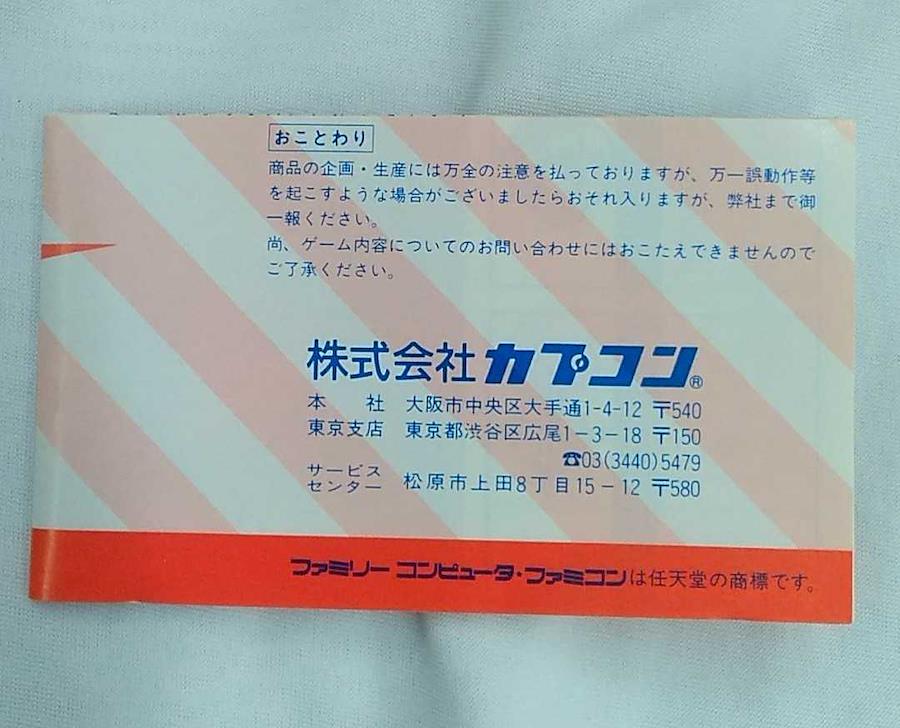 おことわり
商品の企画・生産には万全の注意を払っておりますが、万一誤動作等
を起こすような場合がございましたらおそれ入りますが、弊社まで御
一報ください。
尚、ゲーム内容についてのお問い合わせにはおこたえできませんので
ご了承ください。
株式会社カプコン®
本 社 大阪市中央区大手通1-4-12 〒540
東京支店 東京都渋谷区広尾1-3-18 〒150
☎03(3440)5479
サービス
センター 松原市上田8丁目15-12 〒580
ファミリー コンピュータ・ファミコンは任天堂の商標です。